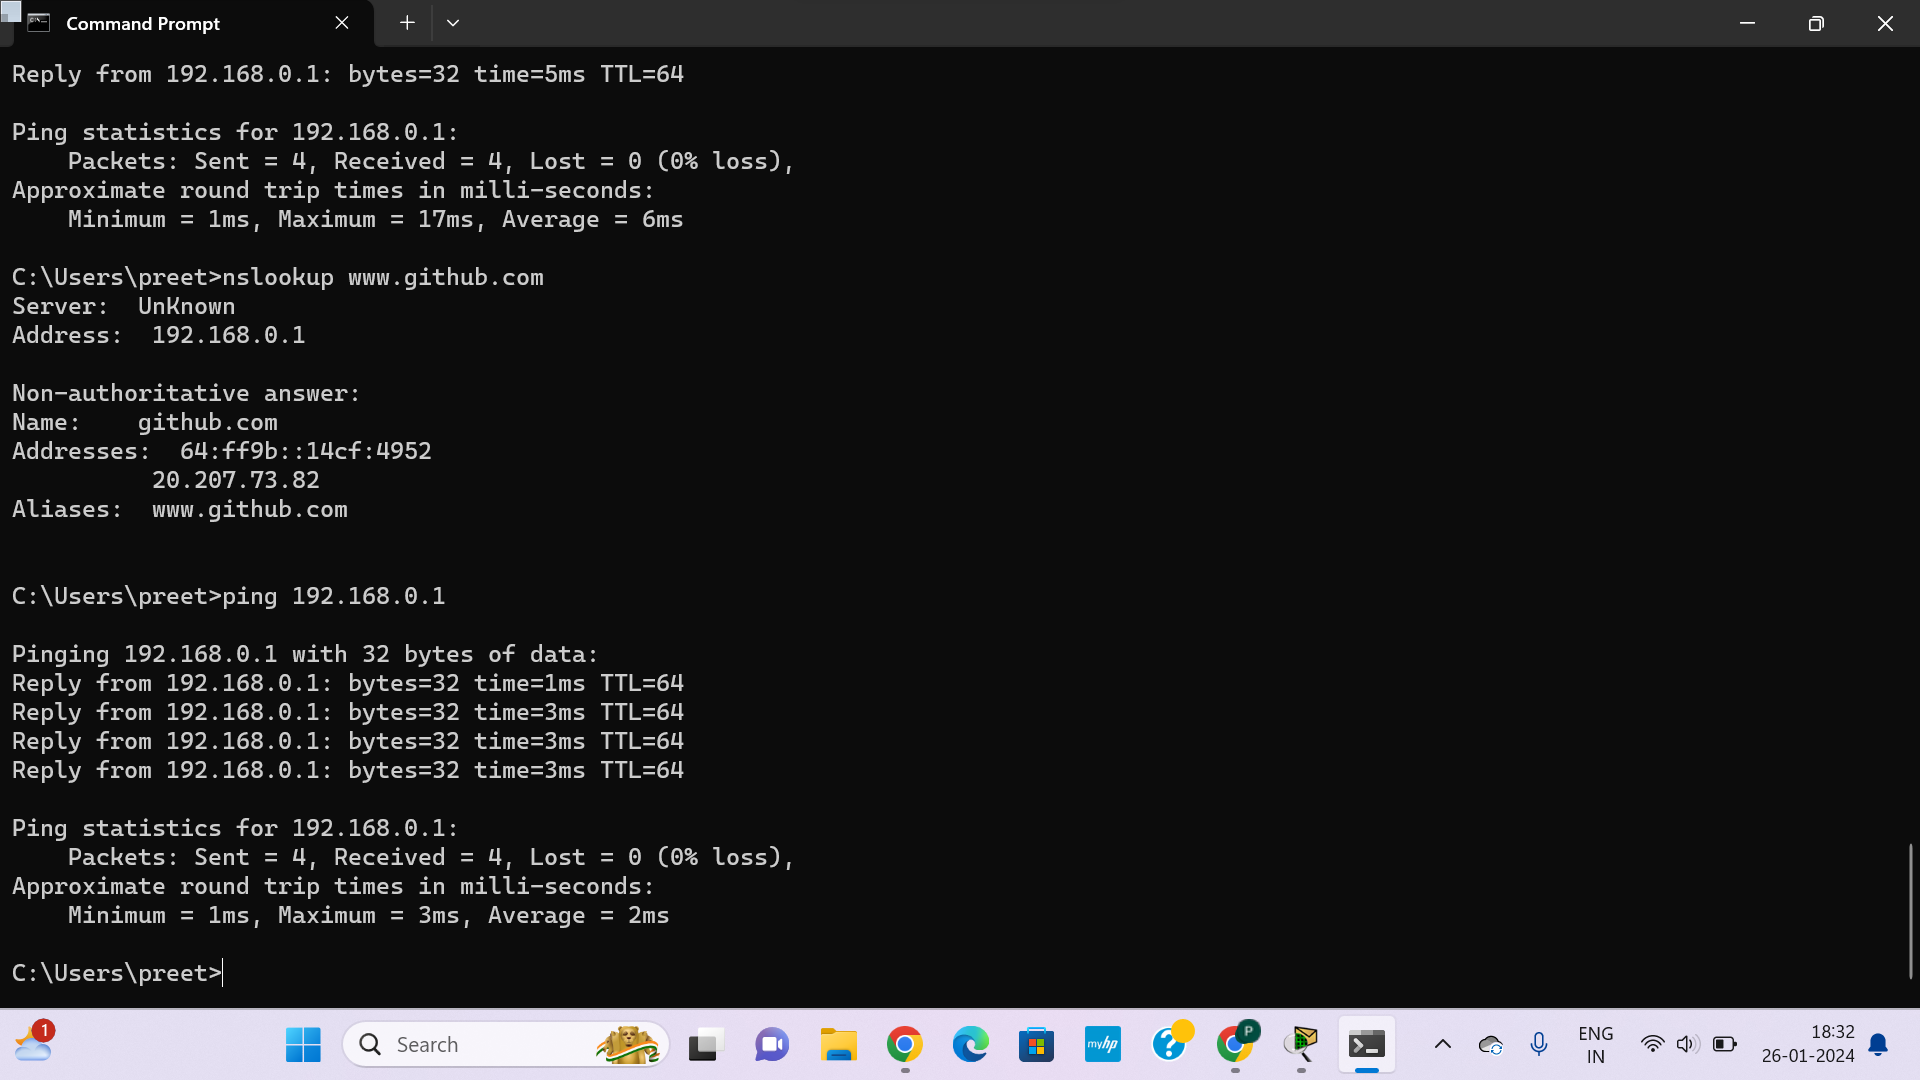 Command Prompt
Reply from 192.168.0.1: bytes=32 time=5ms TTL=64
Ping statistics for 192.168.0.1:
    Packets: Sent = 4, Received = 4, Lost = 0 (0% loss),
Approximate round trip times in milli-seconds:
    Minimum = 1ms, Maximum = 17ms, Average = 6ms
C:\Users\preet>nslookup www.github.com
Server:  UnKnown
Address:  192.168.0.1
Non-authoritative answer:
Name:    github.com
Addresses:  64:ff9b::14cf:4952
          20.207.73.82
Aliases:  www.github.com
C:\Users\preet>ping 192.168.0.1
Pinging 192.168.0.1 with 32 bytes of data:
Reply from 192.168.0.1: bytes=32 time=1ms TTL=64
Reply from 192.168.0.1: bytes=32 time=3ms TTL=64
Reply from 192.168.0.1: bytes=32 time=3ms TTL=64
Reply from 192.168.0.1: bytes=32 time=3ms TTL=64
Ping statistics for 192.168.0.1:
    Packets: Sent = 4, Received = 4, Lost = 0 (0% loss),
Approximate round trip times in milli-seconds:
    Minimum = 1ms, Maximum = 3ms, Average = 2ms
C:\Users\preet>
1
Search
myhp
?
P
ENG
IN
18:32
26-01-2024